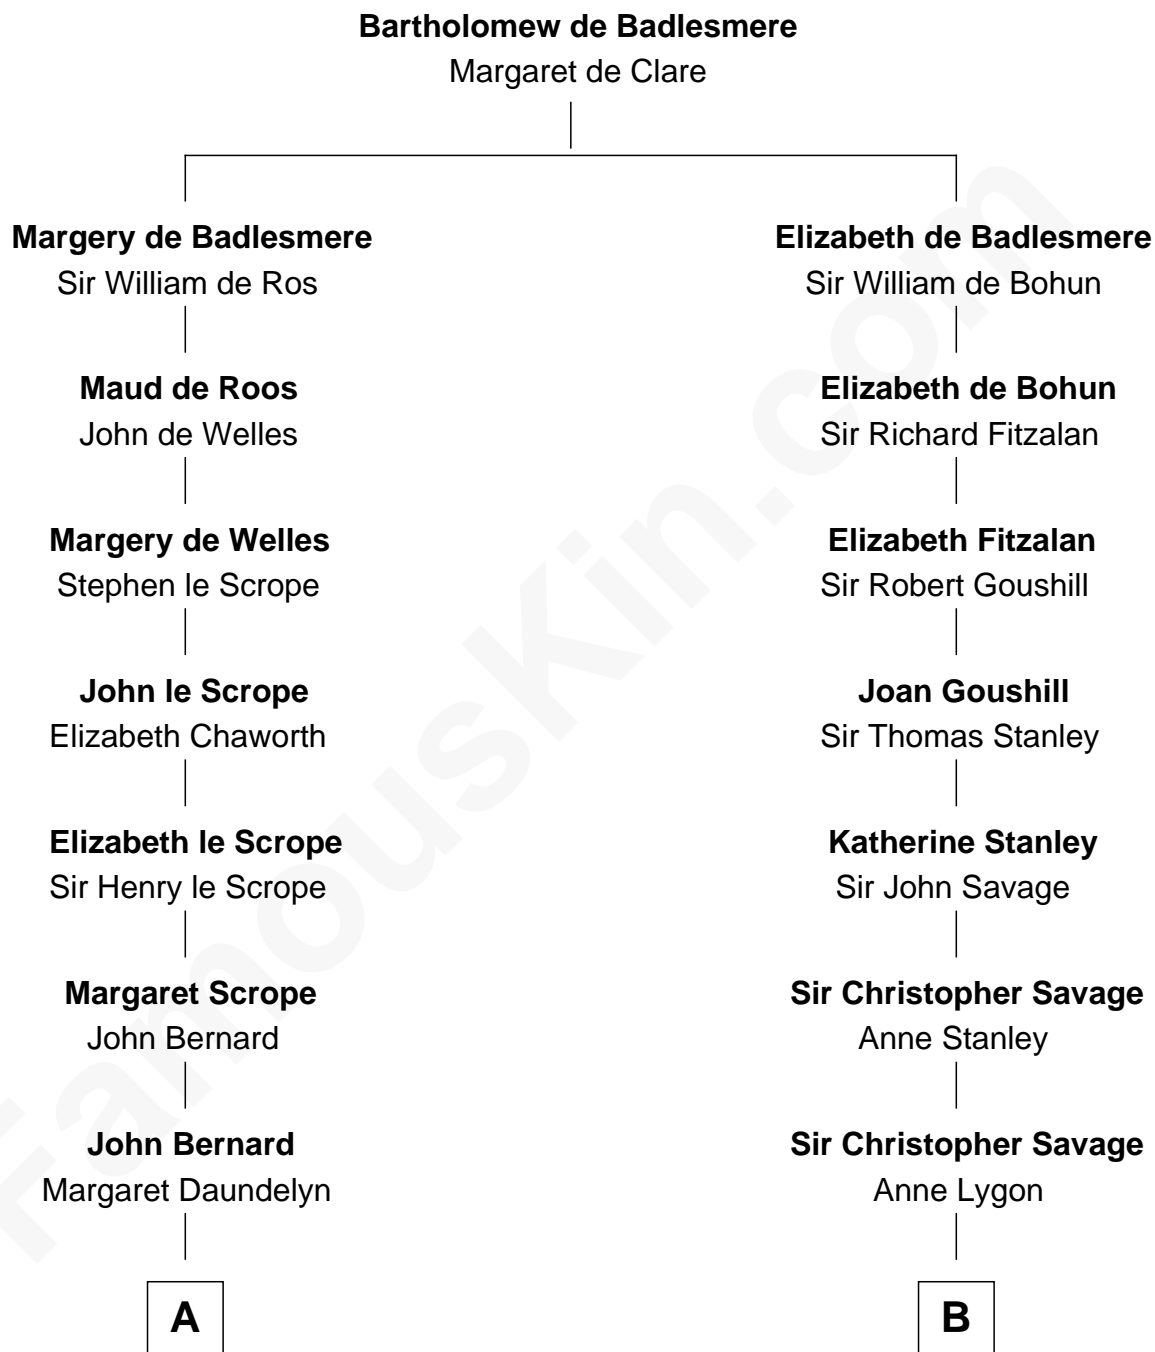 Bartholomew de Badlesmere
Margaret de Clare
Margery de Badlesmere
Sir William de Ros
Elizabeth de Badlesmere
Sir William de Bohun
Maud de Roos
John de Welles
Elizabeth de Bohun
Sir Richard Fitzalan
Margery de Welles
Stephen le Scrope
Elizabeth Fitzalan
Sir Robert Goushill
John le Scrope
Elizabeth Chaworth
Joan Goushill
Sir Thomas Stanley
Elizabeth le Scrope
Sir Henry le Scrope
Katherine Stanley
Sir John Savage
Margaret Scrope
John Bernard
Sir Christopher Savage
Anne Stanley
John Bernard
Margaret Daundelyn
Sir Christopher Savage
Anne Lygon
A
B
FamousKin.com